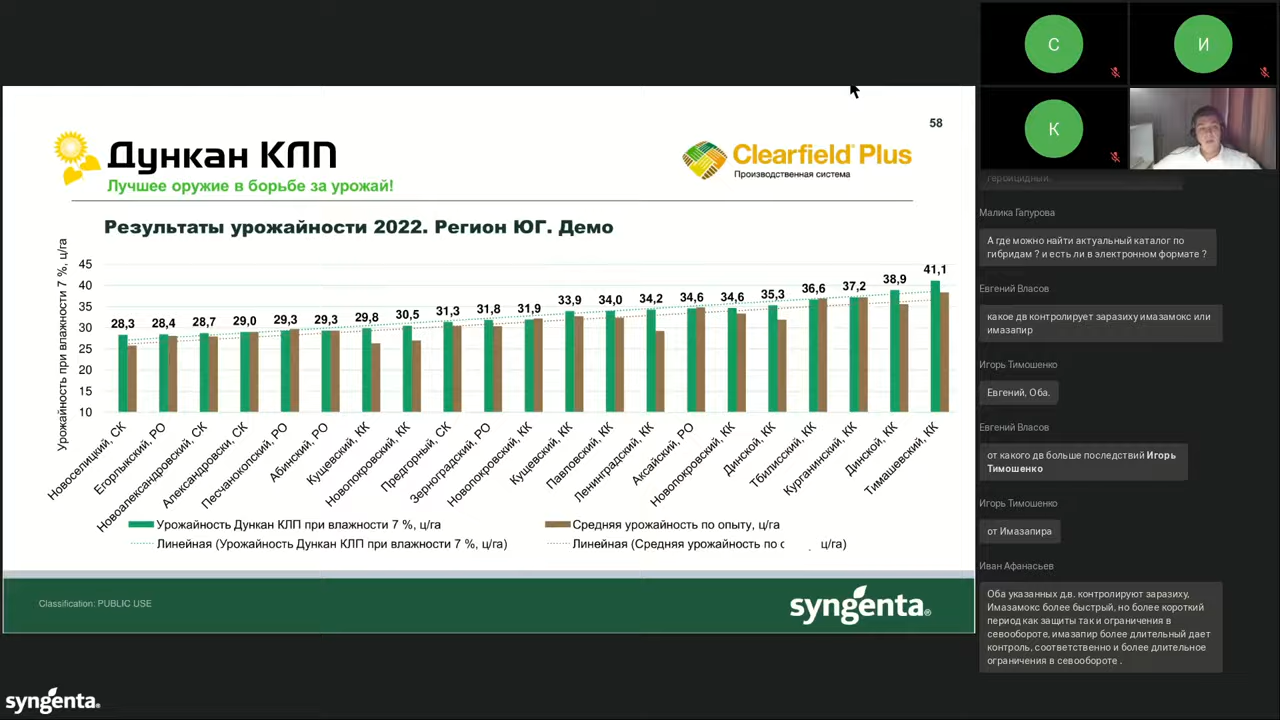 58
Дункан КЛП
Лучшее оружие в борьбе за урожай!
Clearfield® Plus
Производственная система
Результаты урожайности 2022. Регион ЮГ. Демо
Урожайность при влажности 7 %, ц/га
45
40
35
30
25
20
15
10
28,3
28,4
28,7
29,0
29,3
29,3
29,8
30,5
31,3
31,8
31,9
33,9
34,0
34,2
34,6
34,6
35,3
36,6
37,2
38,9
41,1
Новоселицкий, СК
Егорлыкский, РО
Новоалександровский, СК
Александровский, СК
Песчанокопский, РО
Абинский, РО
Кущевский, КК
Новопокровский, КК
Предгорный, СК
Зерноградский, РО
Новопокровский, КК
Кущевский, КК
Павловский, КК
Ленинградский, КК
Аксайский, РО
Новопокровский, КК
Динской, КК
Тбилисский, КК
Курганинский, КК
Динской, КК
Тимашевский, КК
Урожайность Дункан КЛП при влажности 7 %, ц/га
Средняя урожайность по опыту, ц/га
Линейная (Урожайность Дункан КЛП при влажности 7 %, ц/га)
Линейная (Средняя урожайность по ц/га)
Classification: PUBLIC USE
syngenta®
syngenta®
С
И
К
Малика Гапурова
А где можно найти актуальный каталог по
гибридам ? и есть ли в электронном формате ?
Евгений Власов
какое дв контролирует заразиху имазамокс или
имазапир
Игорь Тимошенко
Евгений, Оба.
Евгений Власов
от какого дв больше последствий Игорь
Тимошенко
Игорь Тимошенко
от Имазапира
Иван Афанасьев
Оба указанных д.в. контролируют заразиху,
Имазамокс более быстрый, но более короткий
период как защиты так и ограничения в
севообороте, имазапир более длительный дает
контроль, соответственно и более длительное
ограничения в севообороте .